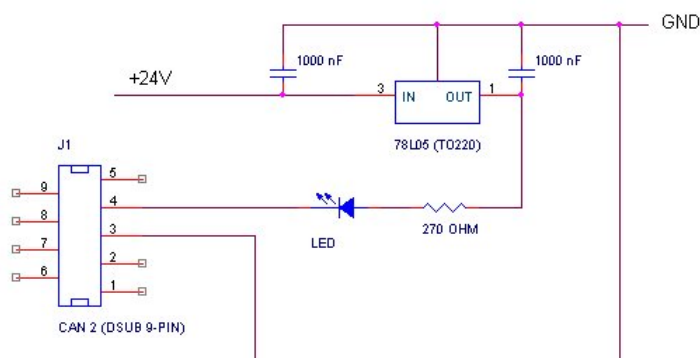 GND
1000 nF
1000 nF
+24V
3
IN
OUT
1
78L05 (TO220)
J1
5
9
4
8
3
7
2
6
1
LED
270 OHM
CAN 2 (DSUB 9-PIN)